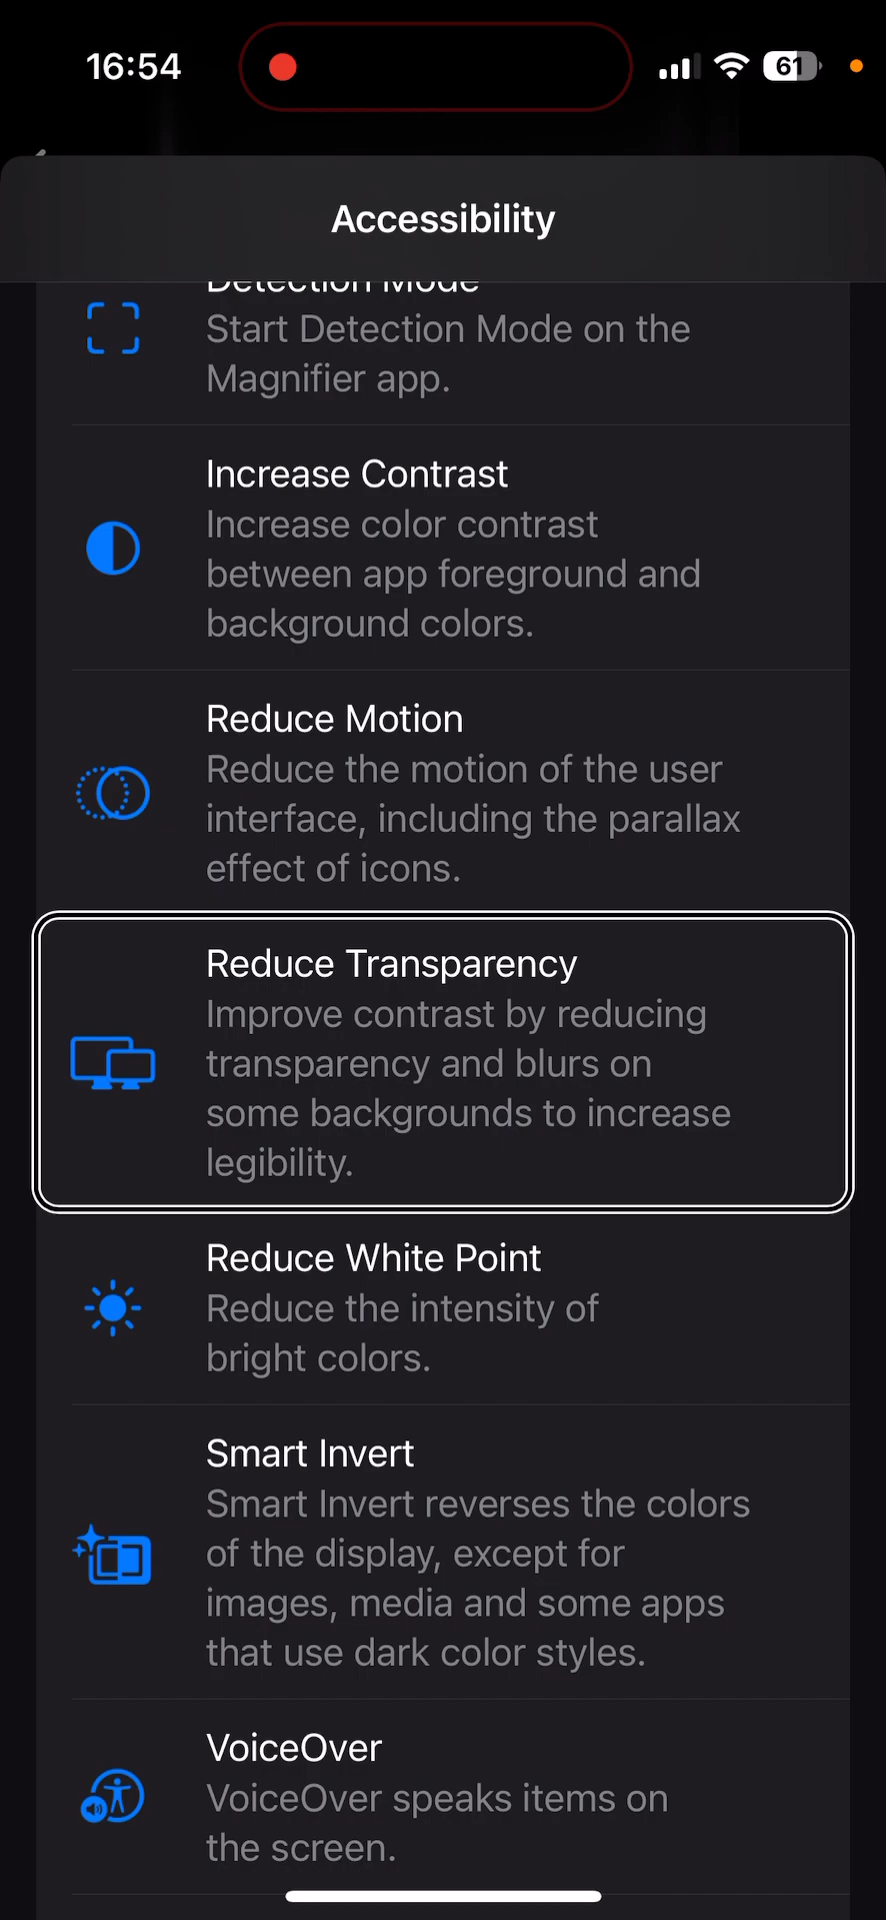 16:54
61
Accessibility
Detection Mode
Start Detection Mode on the
Magnifier app.
Increase Contrast
Increase color contrast
between app foreground and
background colors.
Reduce Motion
Reduce the motion of the user
interface, including the parallax
effect of icons.
Reduce Transparency
Improve contrast by reducing
transparency and blurs on
some backgrounds to increase
legibility.
Reduce White Point
Reduce the intensity of
bright colors.
Smart Invert
Smart Invert reverses the colors
of the display, except for
images, media and some apps
that use dark color styles.
VoiceOver
VoiceOver speaks items on
the screen.